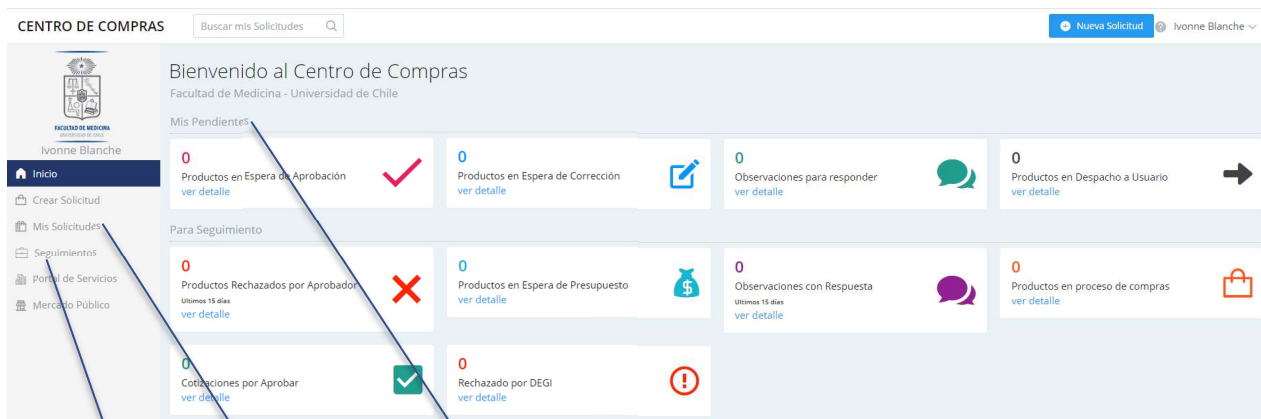 CENTRO DE COMPRAS
Buscar mis Solicitudes
Nueva Solicitud
Ivonne Blanche
FACULTAD DE MEDICINA
UNIVERSIDAD DE CHILE
Ivonne Blanche
Inicio
Crear Solicitud
Mis Solicitudes
Seguimientos
Portal de Servicios
Mercado Público
Bienvenido al Centro de Compras
Facultad de Medicina - Universidad de Chile
Mis Pendientes
0
Productos en Espera de Aprobación
ver detalle
0
Productos en Espera de Corrección
ver detalle
0
Observaciones para responder
ver detalle
0
Productos en Despacho a Usuario
ver detalle
Para Seguimiento
0
Productos Rechazados por Aprobador
Ultimos 15 días
ver detalle
0
Productos en Espera de Presupuesto
ver detalle
0
Observaciones con Respuesta
Ultimos 15 días
ver detalle
0
Productos en proceso de compras
ver detalle
0
Cotizaciones por Aprobar
ver detalle
0
Rechazado por DEGI
ver detalle